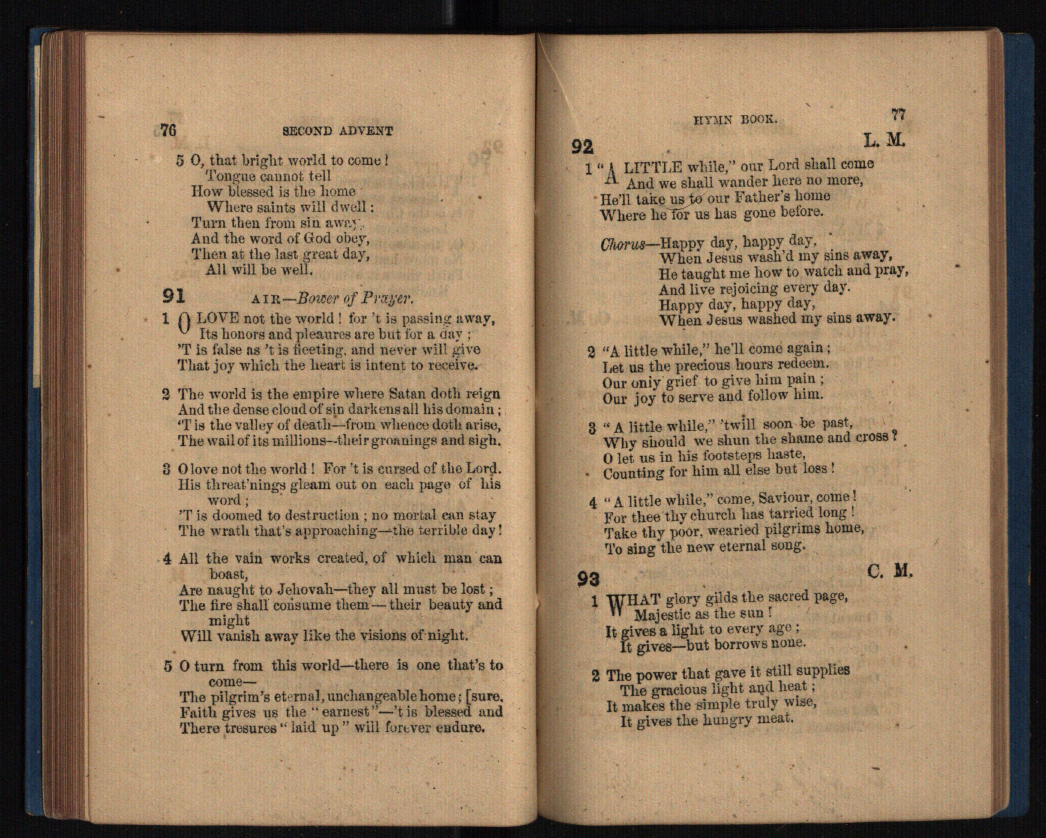 76
SECOND ADVENT
5 O, that bright world to come!
Tongue cannot tell
How blessed is the home
Where saints will dwell:
Turn then from sin away,
And the word of God obey,
Then at the last great day,
All will be well.
91
AIR—Bower of Prayer.
1 O LOVE not the world! for 't is passing away,
Its honors and pleaures are but for a day;
'T is false as 't is fleeting, and never will give
That joy which the heart is intent to receive.
2 The world is the empire where Satan doth reign
And the dense cloud of sin darkens all his domain;
'T is the valley of death—from whence doth arise,
The wail of its millions—their groanings and sigh.
3 O love not the world! For 't is cursed of the Lord.
His threat'nings gleam out on each page of his
word;
'T is doomed to destruction; no mortal can stay
The wrath that's approaching—the terrible day!
4 All the vain works created, of which man can
boast,
Are naught to Jehovah—they all must be lost;
The fire shall consume them—their beauty and
might
Will vanish away like the visions of night.
5 O turn from this world—there is one that's to
come—
The pilgrim's eternal, unchangeable home; [sure,
Faith gives us the "earnest"—'t is blessed and
There tresures "laid up" will forever endure.
HYMN BOOK.
77
92
L. M.
1 "A LITTLE while," our Lord shall come
And we shall wander here no more,
He'll take us to our Father's home
Where he for us has gone before.
Chorus—Happy day, happy day,
When Jesus wash'd my sins away,
He taught me how to watch and pray,
And live rejoicing every day.
Happy day, happy day,
When Jesus washed my sins away.
2 "A little while," he'll come again;
Let us the precious hours redeem.
Our only grief to give him pain;
Our joy to serve and follow him.
3 "A little while," 'twill soon be past,
Why should we shun the shame and cross?
O let us in his footsteps haste,
Counting for him all else but loss!
4 "A little while," come, Saviour, come!
For thee thy church has tarried long!
Take thy poor, wearied pilgrims home,
To sing the new eternal song.
93
C. M.
1 WHAT glory gilds the sacred page,
Majestic as the sun!
It gives a light to every age;
It gives—but borrows none.
2 The power that gave it still supplies
The gracious light and heat;
It makes the simple truly wise,
It gives the hungry meat.